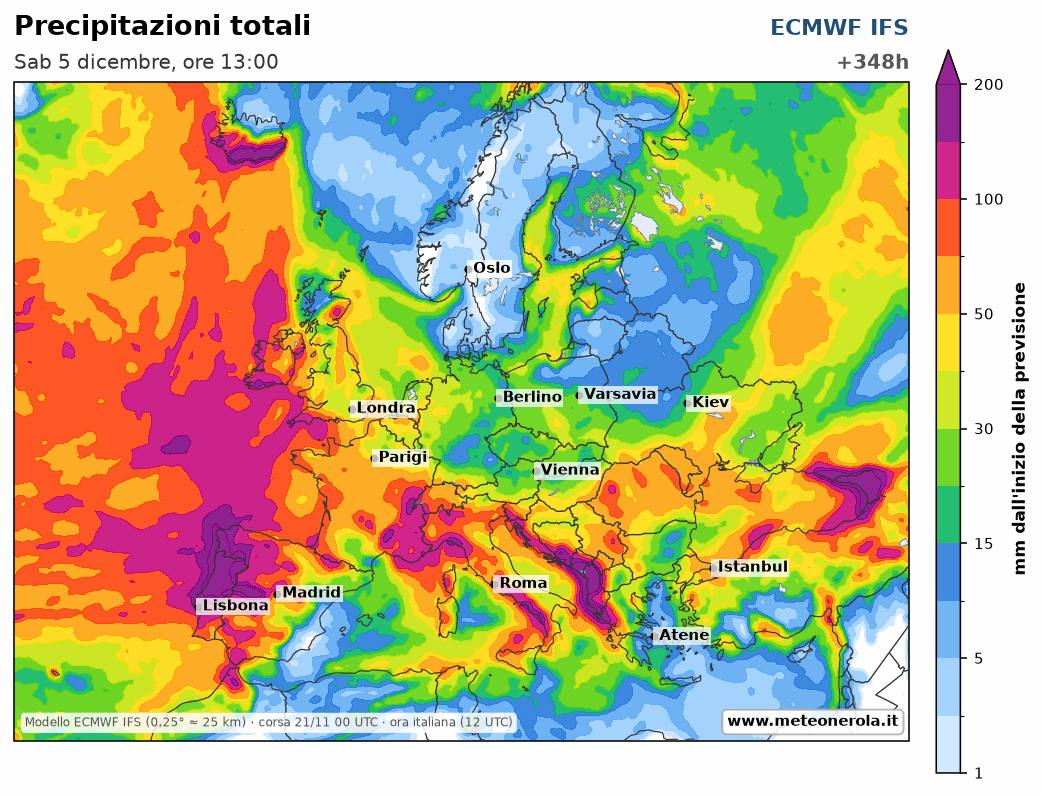 Precipitazioni totali
ECMWF IFS
Sab 5 dicembre, ore 13:00
+348h
200
100
50
30
15
5
1
mm dall'inizio della previsione
Oslo
Berlino
Varsavia
Kiev
Londra
Parigi
Vienna
Istanbul
Roma
Madrid
Lisbona
Atene
Modello ECMWF IFS (0,25° ≈ 25 km) · corsa 21/11 00 UTC · ora italiana (12 UTC)
www.meteonerola.it